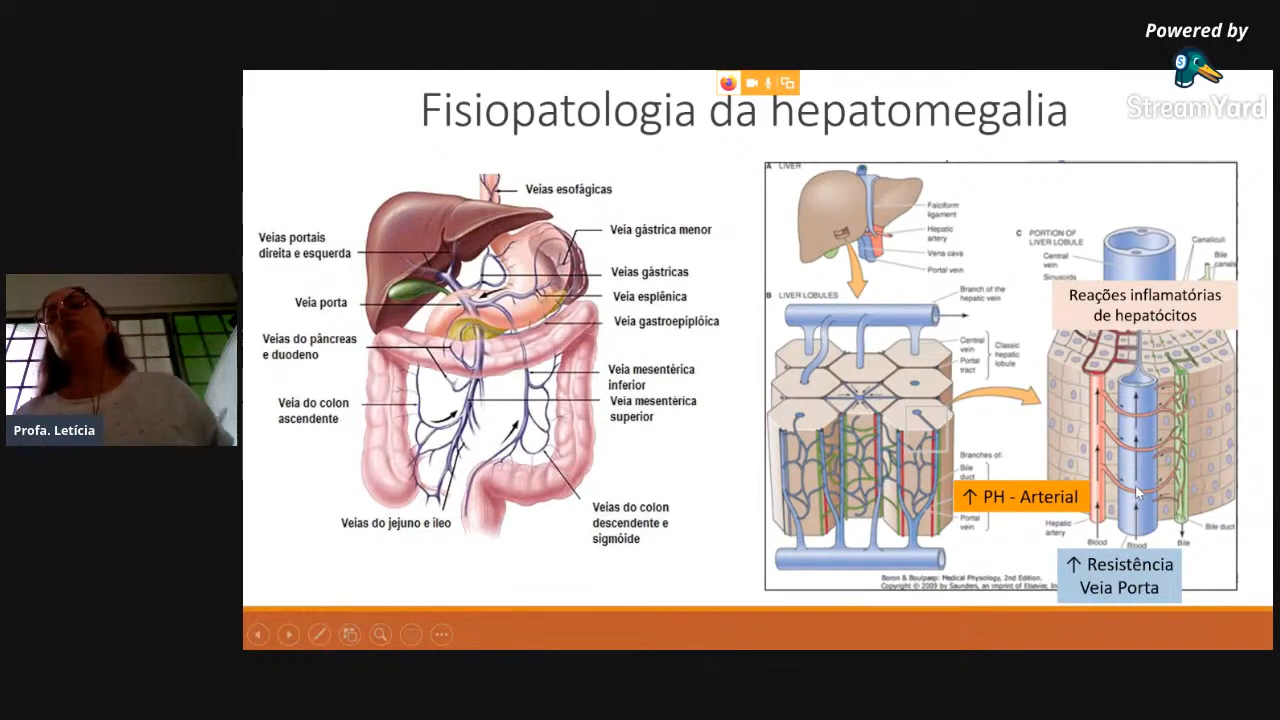 Powered by
StreamYard
Fisiopatologia da hepatomegalia
Veias esofágicas
Veias portais
direita e esquerda
Veia gástrica menor
Veias gástricas
Veia porta
Veia esplênica
Veia gastroepiplóica
Veias do pâncreas
e duodeno
Veia mesentérica
inferior
Veia mesentérica
superior
Veia do colon
ascendente
Veias do jejuno e ileo
Veias do colon
descendente e
sigmóide
A LIVER
Falciform
ligament
Hepatic
artery
Vena cava
Portal vein
B LIVER LOBULES
Branch of the
hepatic vein
Central
vein
Portal
tract
Classic
hepatic
lobule
Branches of:
Bile
duct
Portal
vein
C PORTION OF
LIVER LOBULE
Central
vein
Sinusoids
Canaliculi
Bile
canals
Reações inflamatórias
de hepatócitos
↑ PH - Arterial
Hepatic
artery
Blood
Blood
Bile
Bile duct
↑ Resistência
Veia Porta
Boron & Boulpaep: Medical Physiology, 2nd Edition.
Copyright © 2009 by Saunders, an imprint of Elsevier,
Profa. Letícia